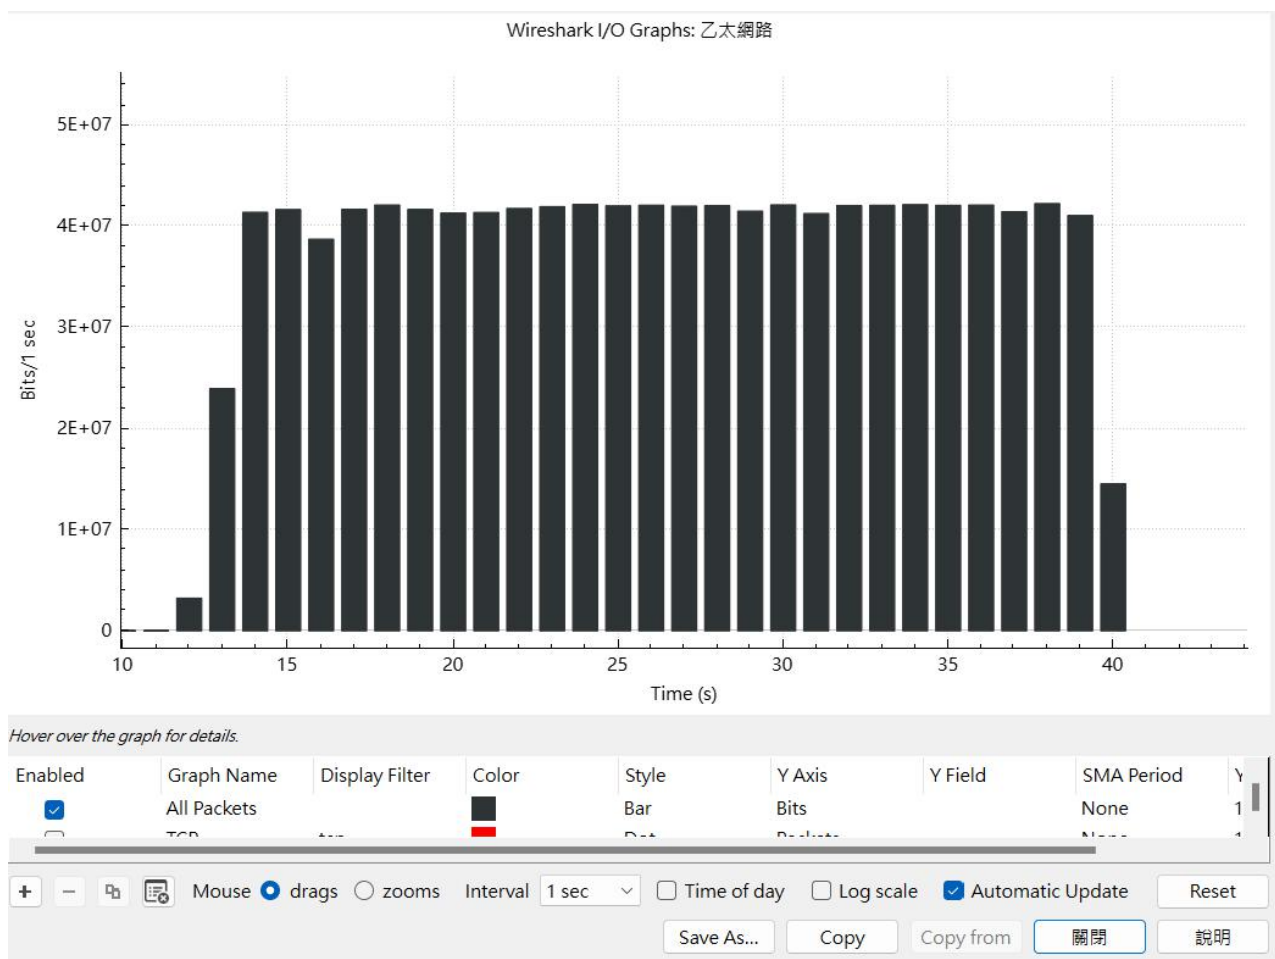 Wireshark I/O Graphs: 乙太網路
5E+07
4E+07
3E+07
2E+07
1E+07
0
Bits/1 sec
10 15 20 25 30 35 40
Time (s)
Hover over the graph for details.
Enabled Graph Name Display Filter Color Style Y Axis Y Field SMA Period Y
All Packets Bar Bits None 1
+ − Mouse drags zooms Interval 1 sec Time of day Log scale Automatic Update Reset
Save As... Copy Copy from 關閉 說明